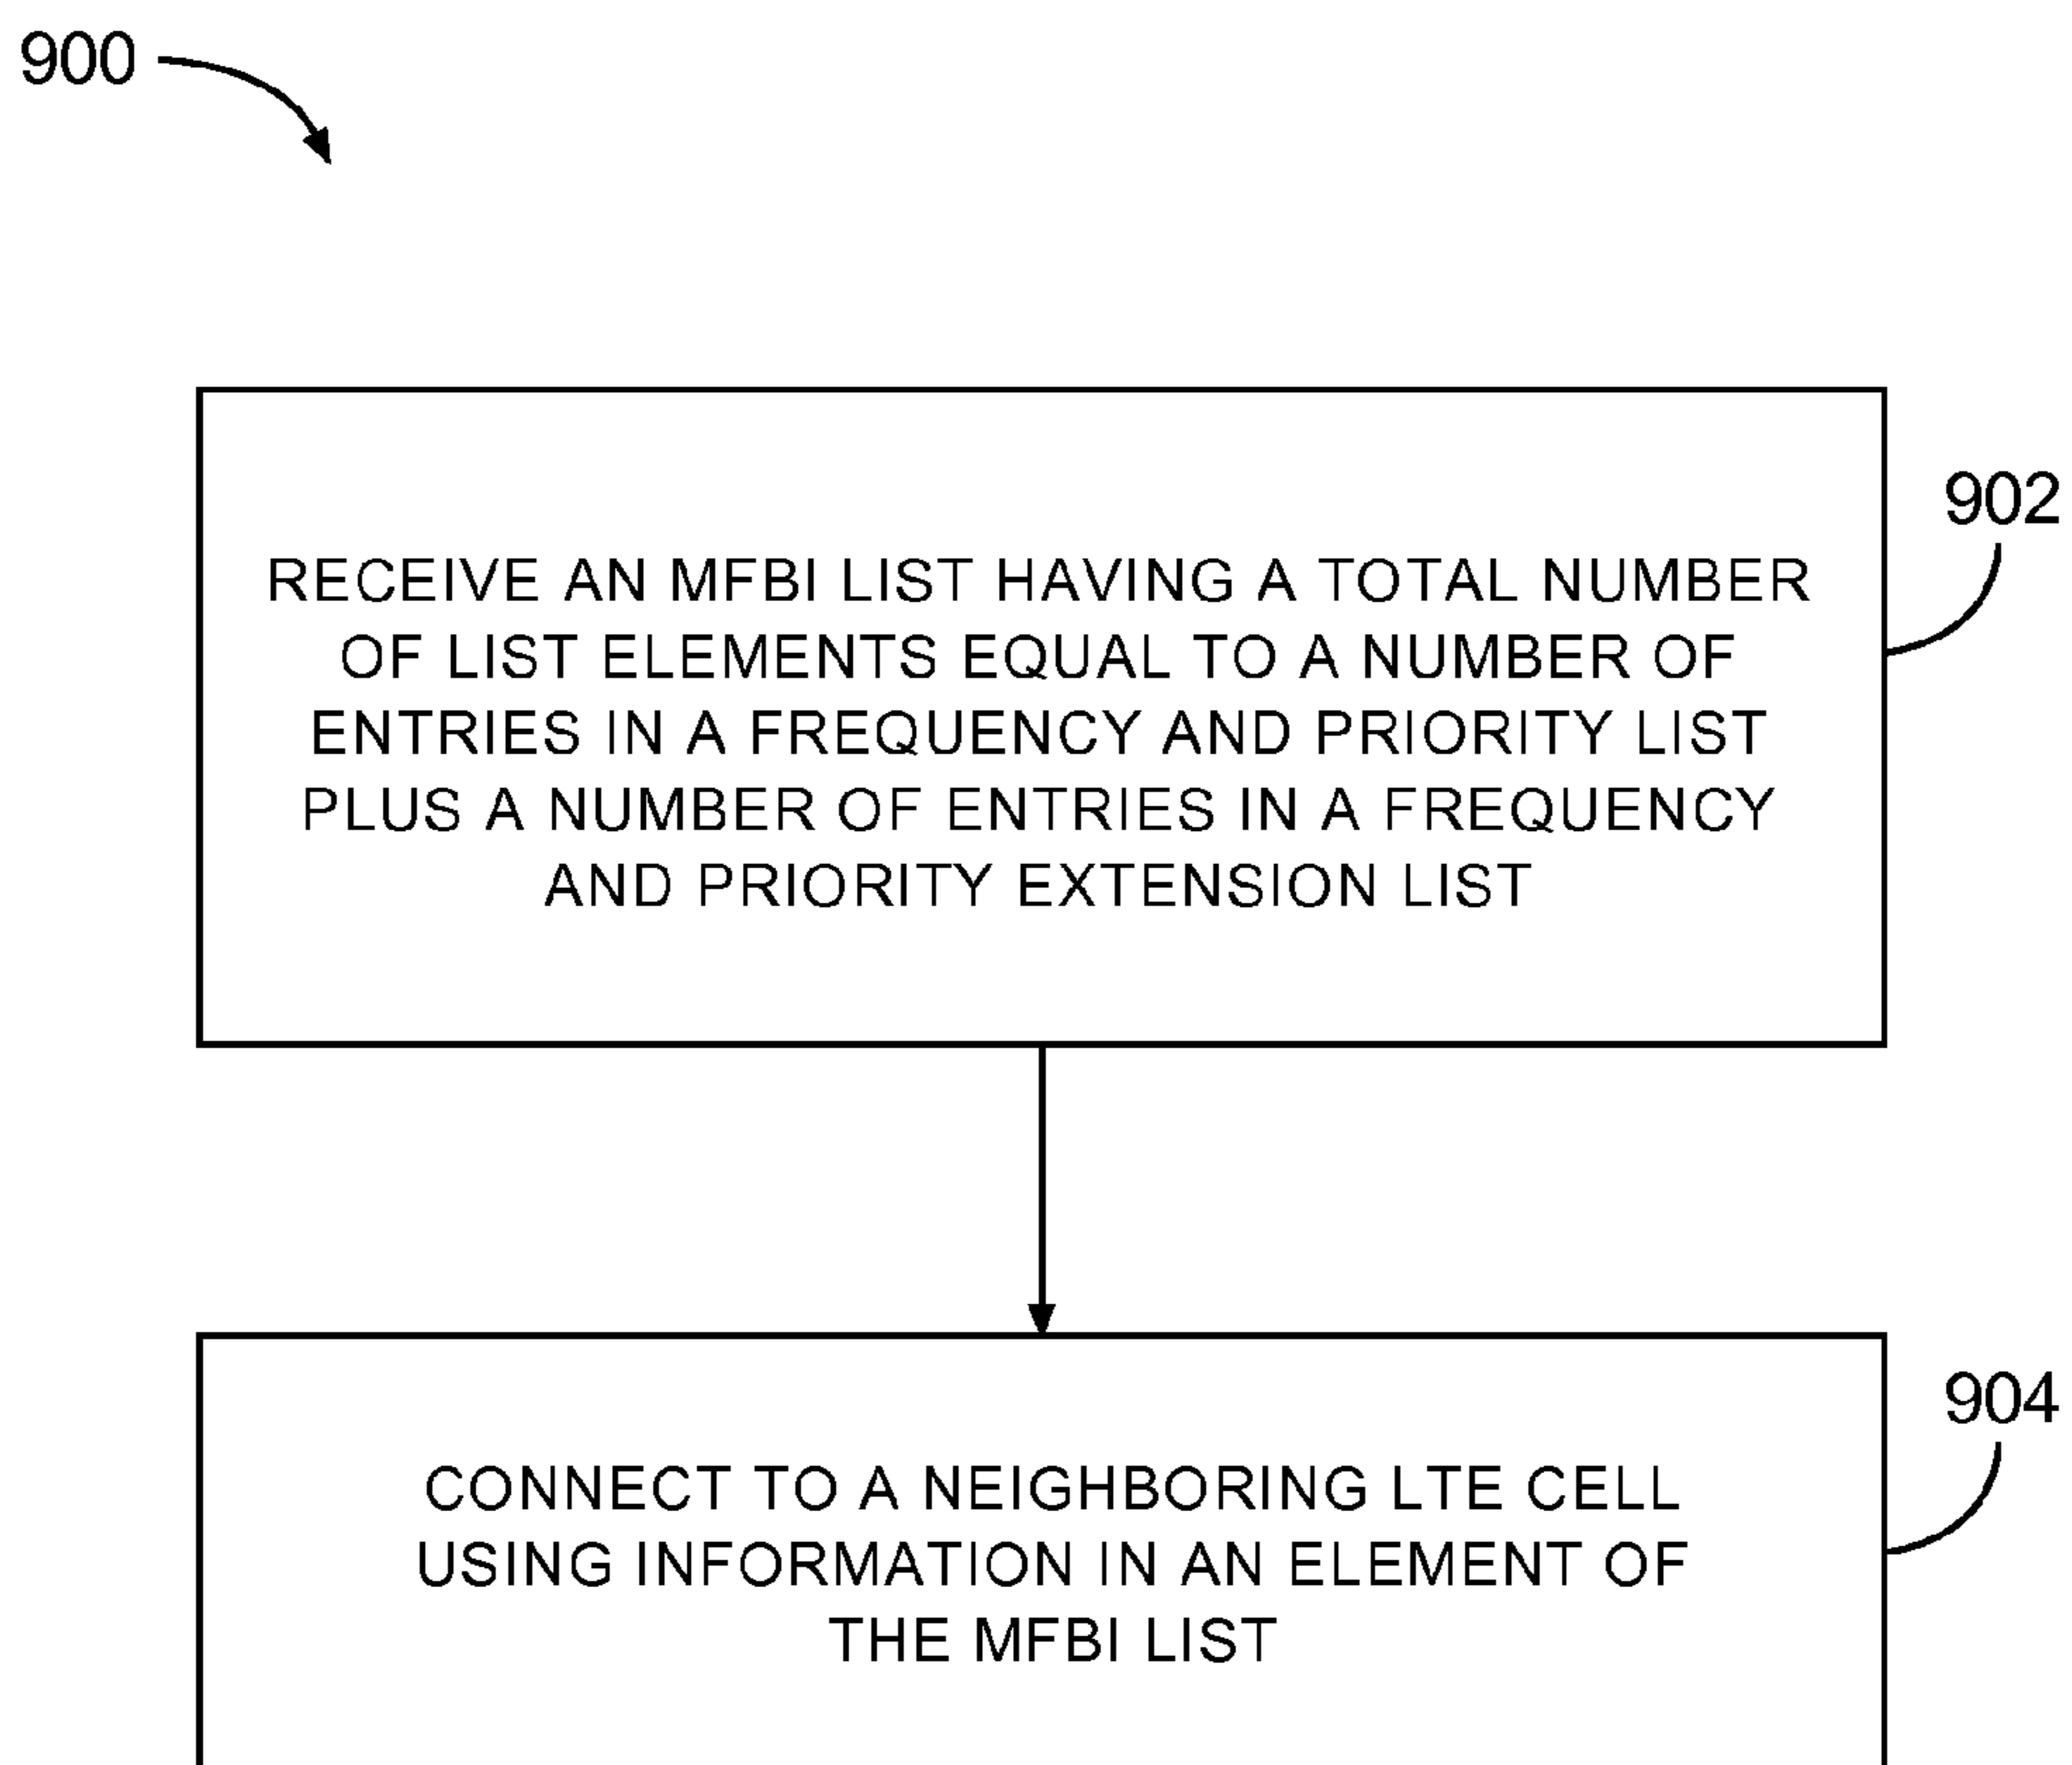 900
902
RECEIVE AN MFBI LIST HAVING A TOTAL NUMBER
OF LIST ELEMENTS EQUAL TO A NUMBER OF
ENTRIES IN A FREQUENCY AND PRIORITY LIST
PLUS A NUMBER OF ENTRIES IN A FREQUENCY
AND PRIORITY EXTENSION LIST
904
CONNECT TO A NEIGHBORING LTE CELL
USING INFORMATION IN AN ELEMENT OF
THE MFBI LIST